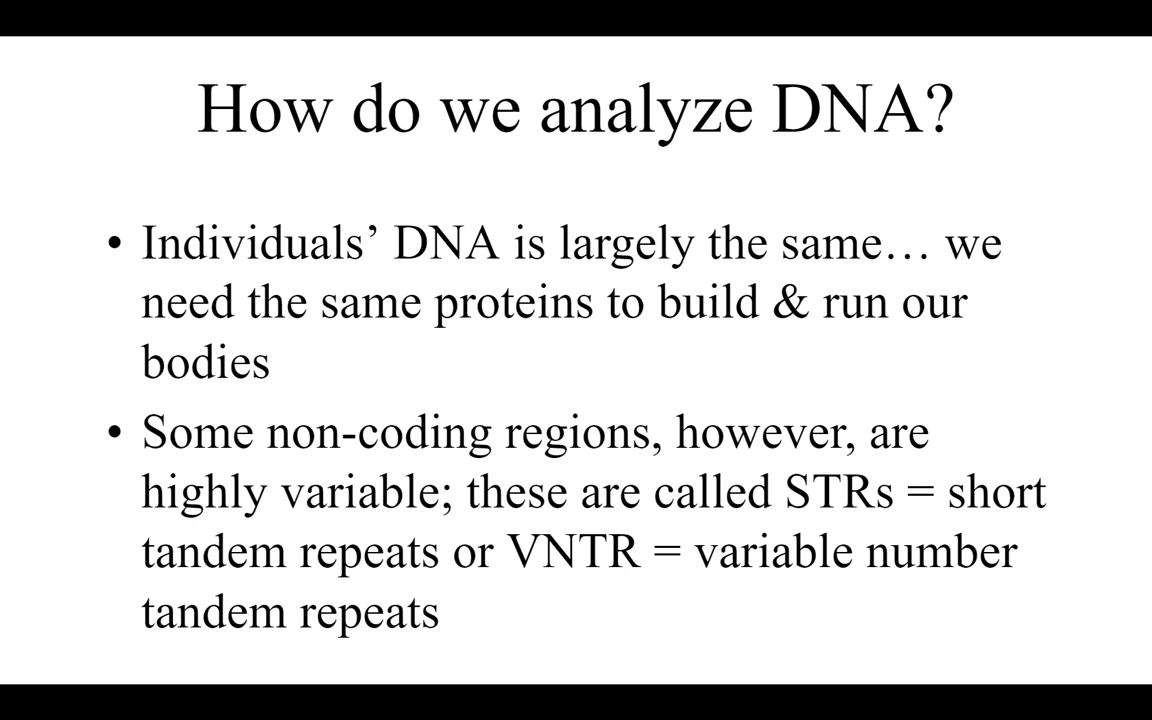 How do we analyze DNA?
• Individuals’ DNA is largely the same… we
need the same proteins to build & run our
bodies
• Some non-coding regions, however, are
highly variable; these are called STRs = short
tandem repeats or VNTR = variable number
tandem repeats